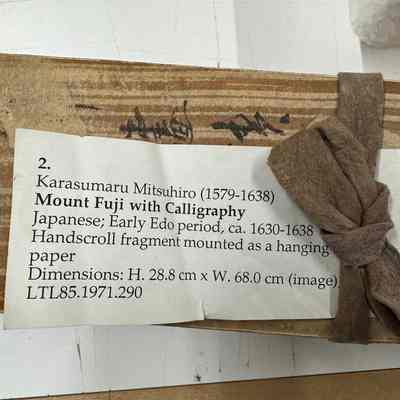 2.
Karasumaru Mitsuhiro (1579-1638)
Mount Fuji with Calligraphy
Japanese; Early Edo period, ca. 1630-1638
Handscroll fragment mounted as a hanging
paper
Dimensions: H. 28.8 cm x W. 68.0 cm (image)
LTL85.1971.290